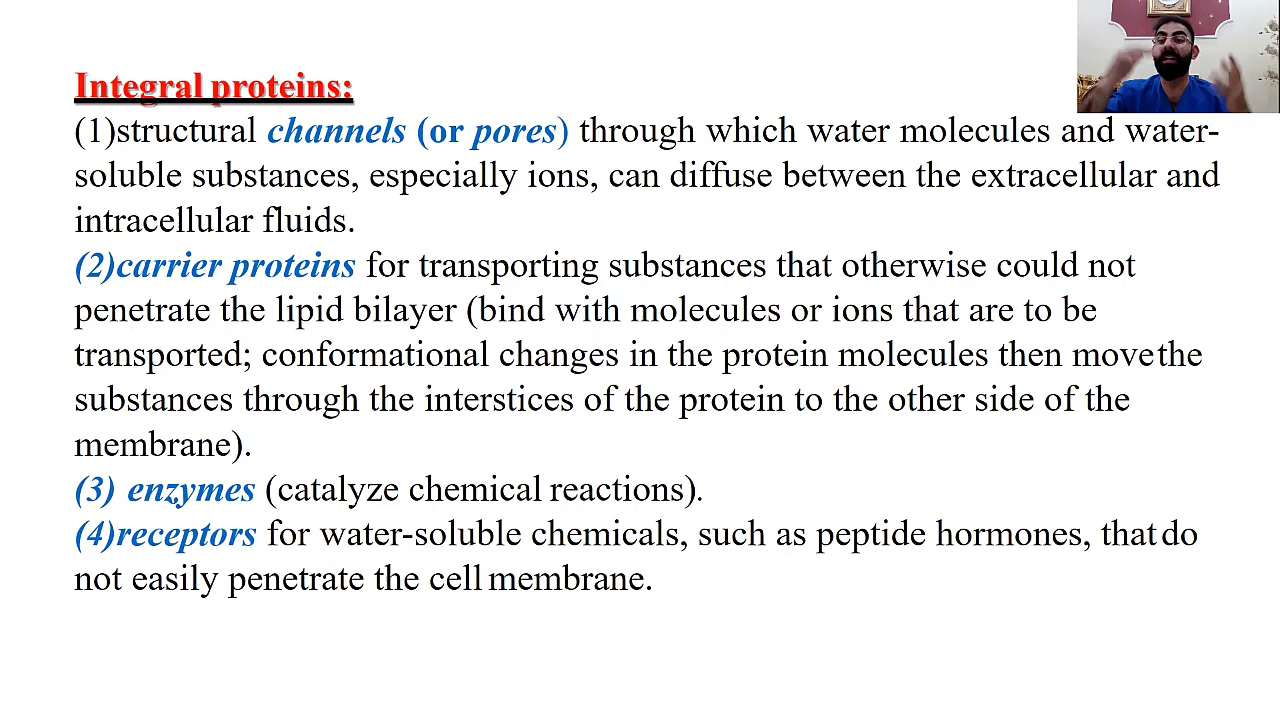 Integral proteins:
(1)structural channels (or pores) through which water molecules and water-
soluble substances, especially ions, can diffuse between the extracellular and
intracellular fluids.
(2)carrier proteins for transporting substances that otherwise could not
penetrate the lipid bilayer (bind with molecules or ions that are to be
transported; conformational changes in the protein molecules then move the
substances through the interstices of the protein to the other side of the
membrane).
(3) enzymes (catalyze chemical reactions).
(4)receptors for water-soluble chemicals, such as peptide hormones, that do
not easily penetrate the cell membrane.